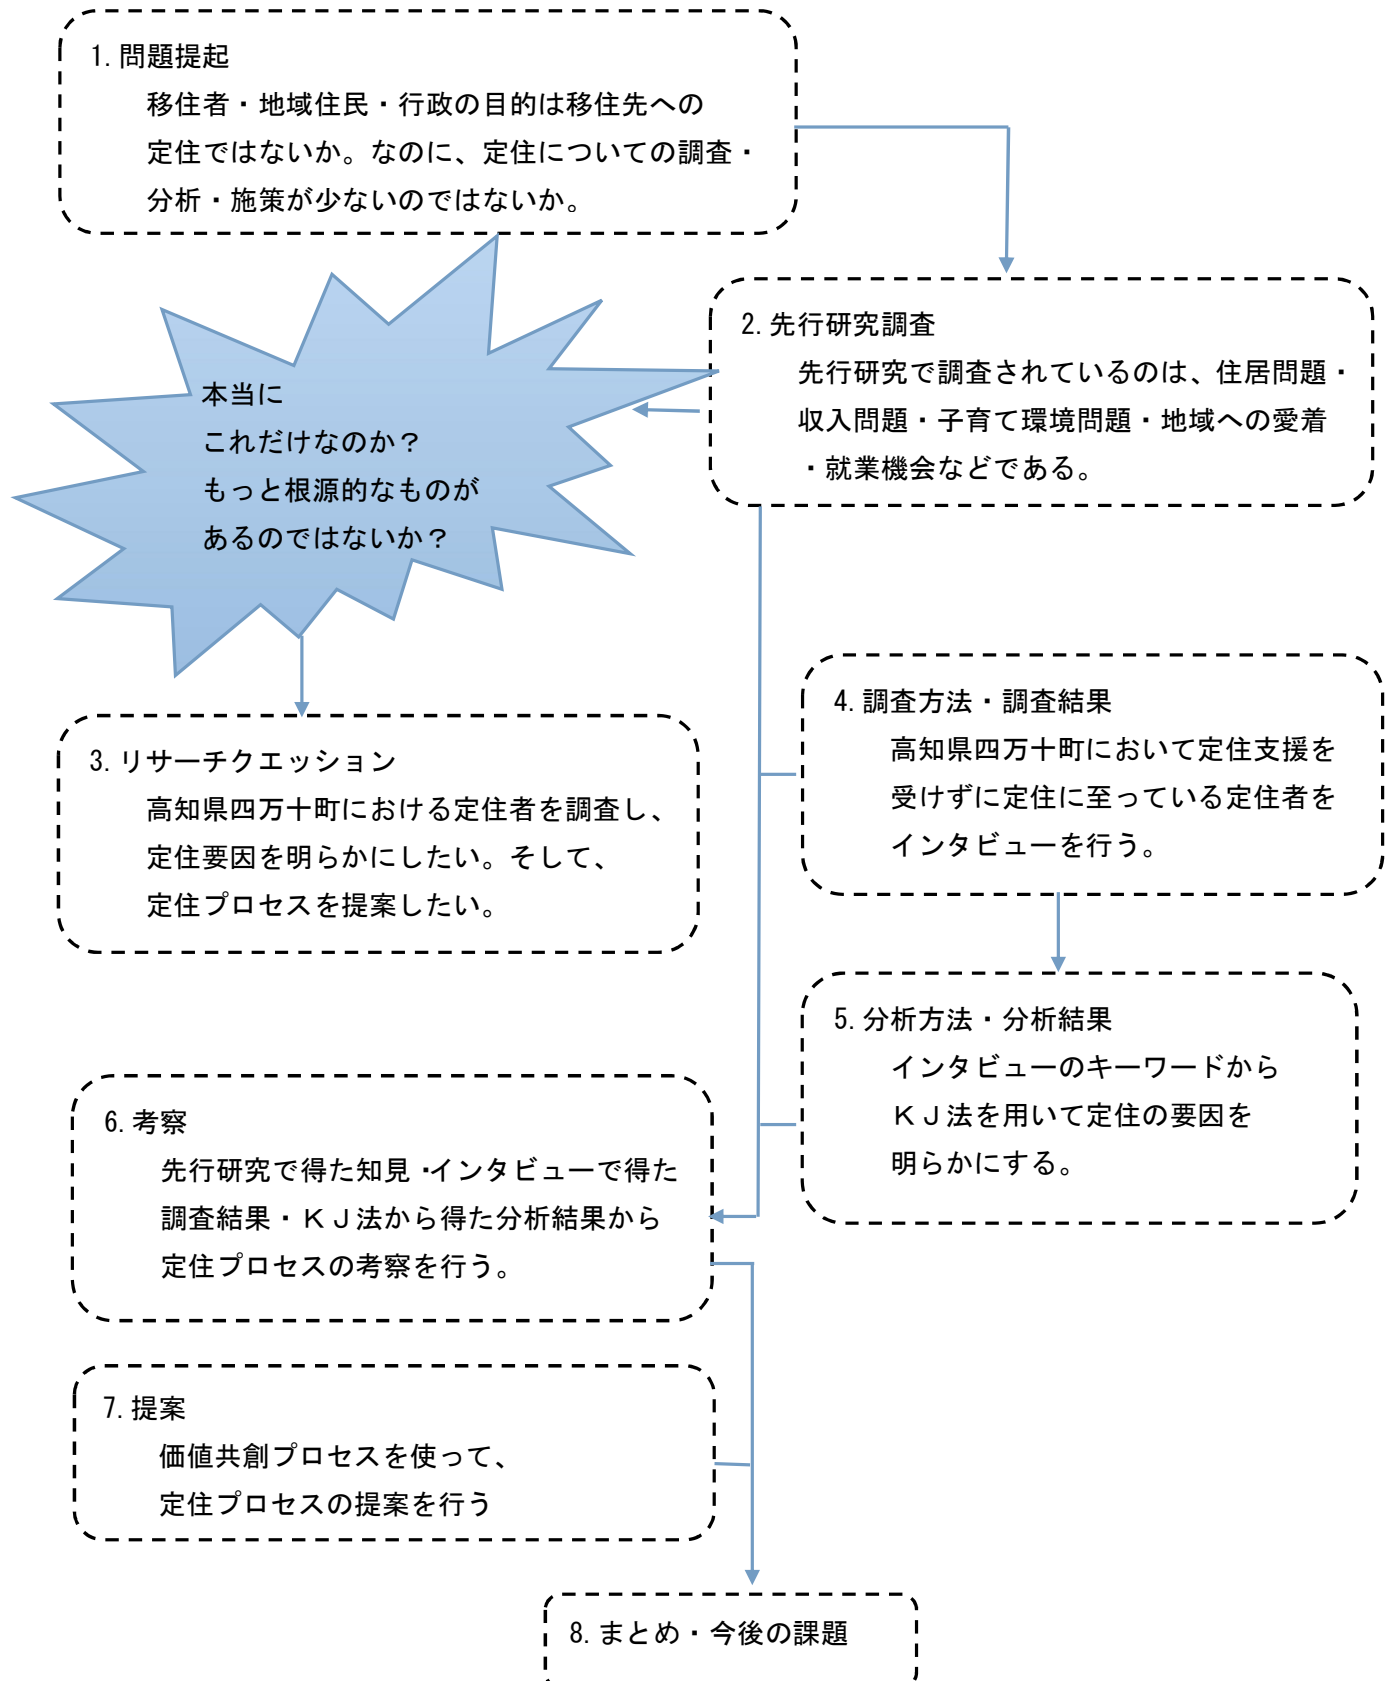 1.問題提起
移住者・地域住民・行政の目的は移住先への
定住ではないか。なのに、定住についての調査・
分析・施策が少ないのではないか。
2.先行研究調査
先行研究で調査されているのは、住居問題・
収入問題・子育て環境問題・地域への愛着
・就業機会などである。
本当に
これだけなのか？
もっと根源的なものが
あるのではないか？
3.リサーチクエッション
高知県四万十町における定住者を調査し、
定住要因を明らかにしたい。そして、
定住プロセスを提案したい。
4.調査方法・調査結果
高知県四万十町において定住支援を
受けずに定住に至っている定住者を
インタビューを行う。
5.分析方法・分析結果
インタビューのキーワードから
ＫＪ法を用いて定住の要因を
明らかにする。
6.考察
先行研究で得た知見・インタビューで得た
調査結果・ＫＪ法から得た分析結果から
定住プロセスの考察を行う。
7.提案
価値共創プロセスを使って、
定住プロセスの提案を行う
8.まとめ・今後の課題